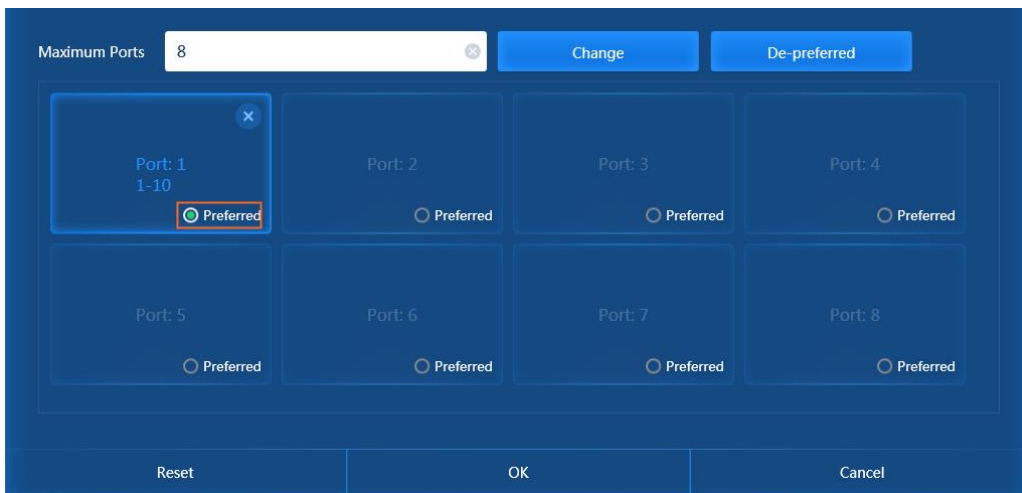 Maximum Ports 8 Change De-preferred
Port: 1 Port: 2 Port: 3 Port: 4
1-10
Preferred Preferred Preferred Preferred
Port: 5 Port: 6 Port: 7 Port: 8
Preferred Preferred Preferred Preferred
Reset OK Cancel